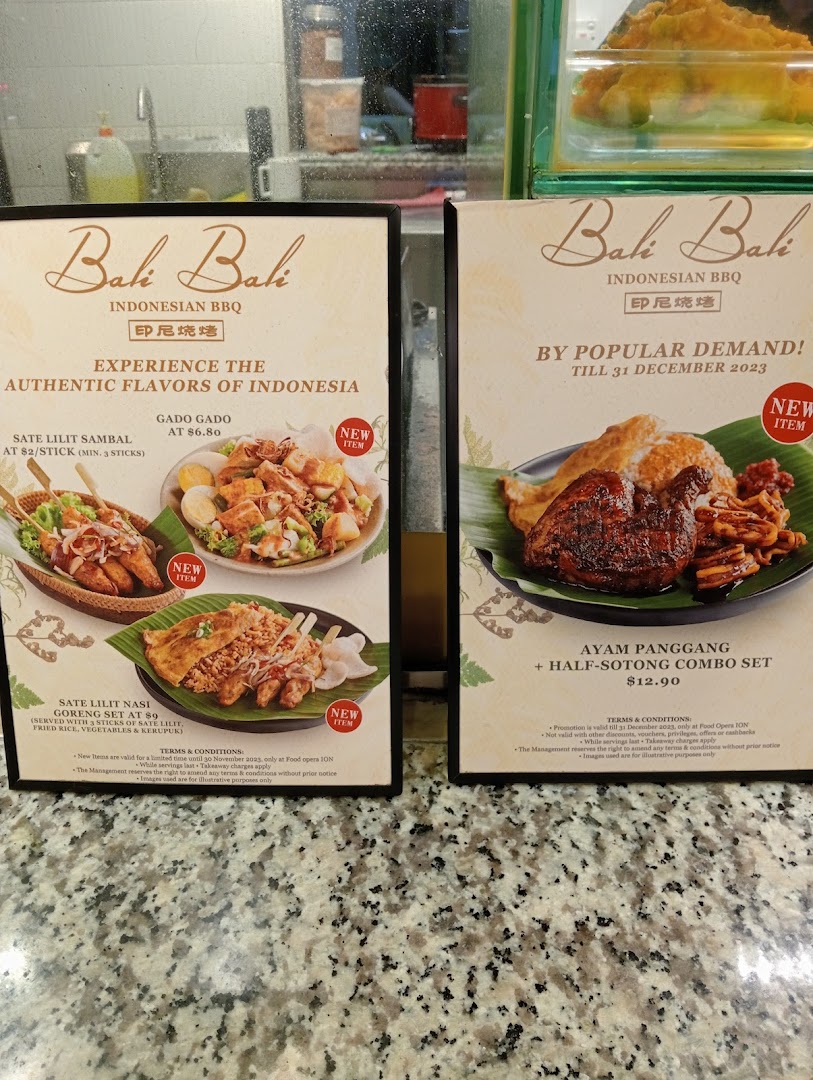 Bali Bali
INDONESIAN BBQ
印尼烧烤
EXPERIENCE THE
AUTHENTIC FLAVORS OF INDONESIA
GADO GADO
AT $6.80
NEW
ITEM
SATE LILIT SAMBAL
AT $2/STICK (MIN. 3 STICKS)
NEW
ITEM
SATE LILIT NASI
GORENG SET AT $9
(SERVED WITH 3 STICKS OF SATE LILIT,
FRIED RICE, VEGETABLES & KERUPUK)
NEW
ITEM
TERMS & CONDITIONS:
• New Items are valid for a limited time until 30 November 2023, only at Food opera ION
• While servings last • Takeaway charges apply
• The Management reserves the right to amend any terms & conditions without prior notice
• Images used are for illustrative purposes only
Bali Bali
INDONESIAN BBQ
印尼烧烤
BY POPULAR DEMAND!
TILL 31 DECEMBER 2023
NEW
ITEM
AYAM PANGGANG
+ HALF-SOTONG COMBO SET
$12.90
TERMS & CONDITIONS:
• Promotion is valid till 31 December 2023, only at Food Opera ION
• Not valid with other discounts, vouchers, privileges, offers or cashbacks
• While servings last • Takeaway charges apply
• The Management reserves the right to amend any terms & conditions without prior notice
• Images used are for illustrative purposes only